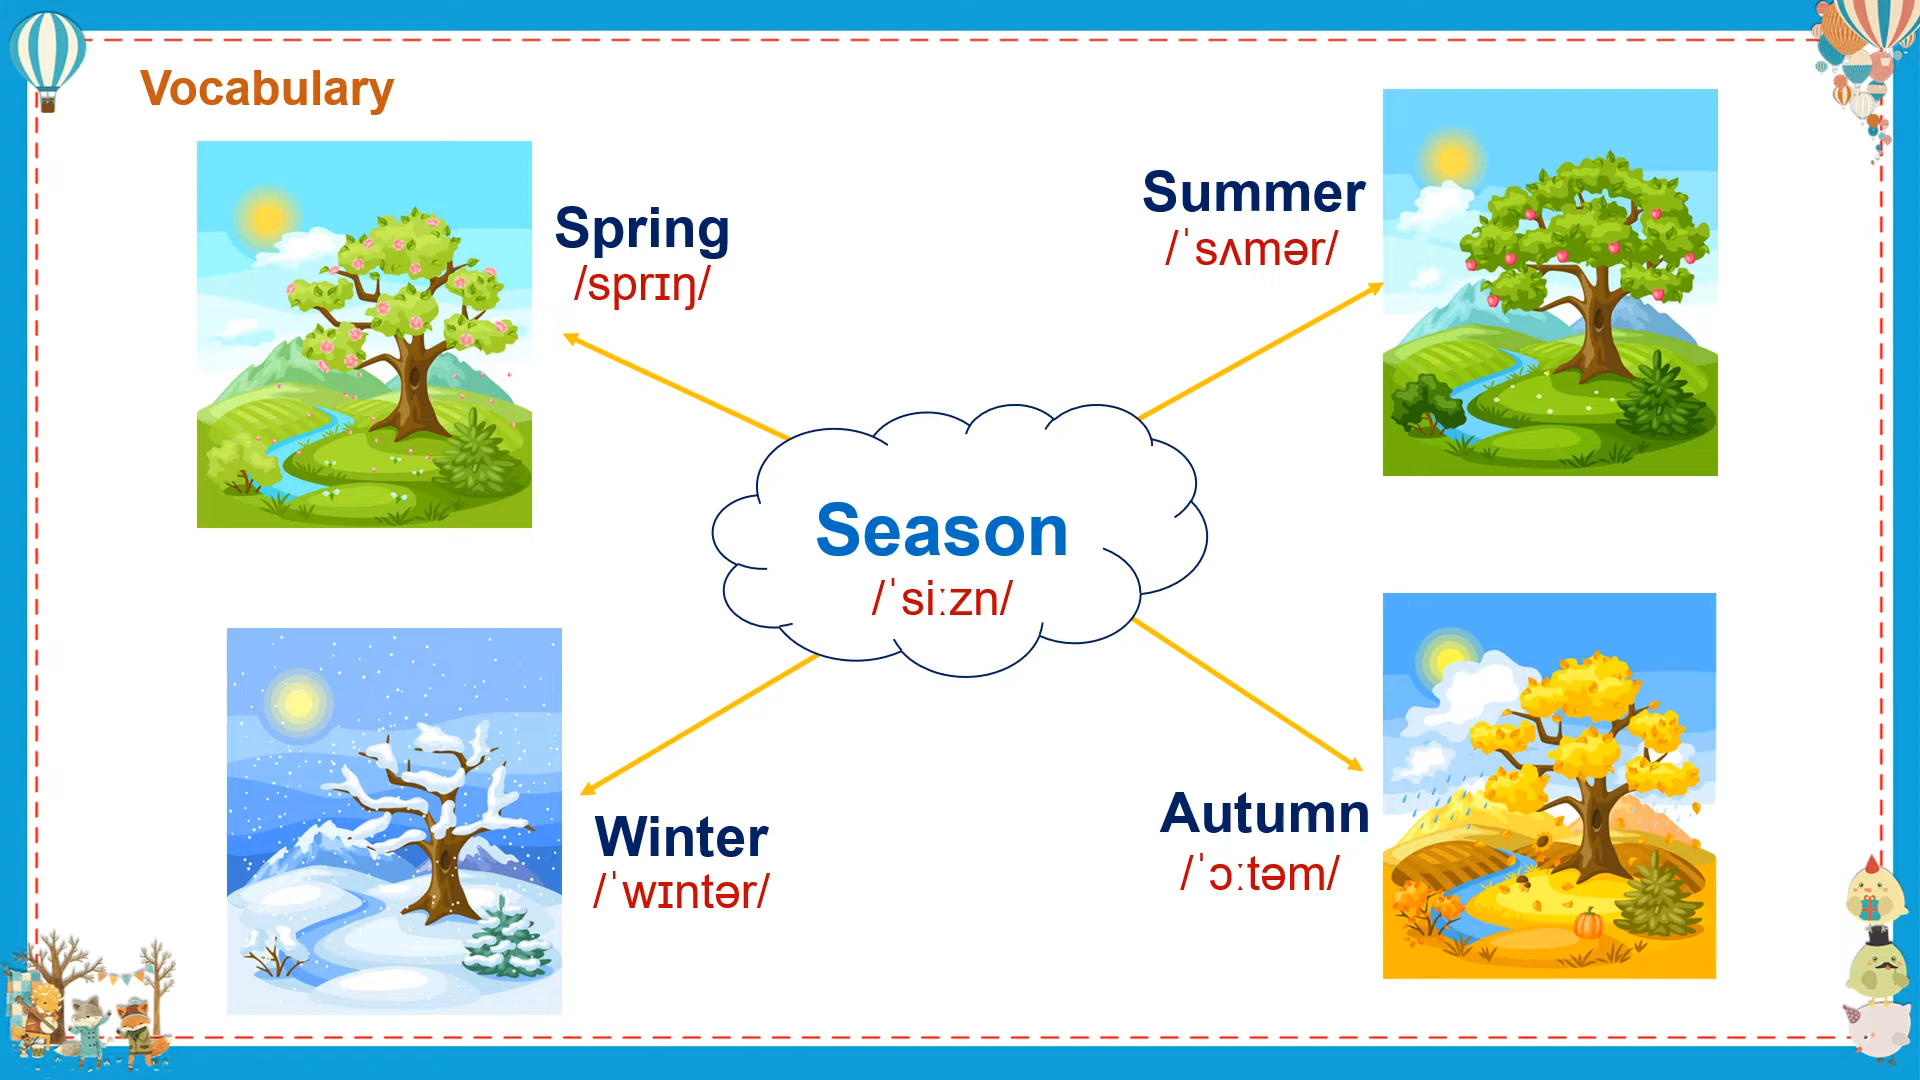 Vocabulary
Spring
/sprɪŋ/
Summer
/ˈsʌmər/
Season
/ˈsiːzn/
Winter
/ˈwɪntər/
Autumn
/ˈɔːtəm/